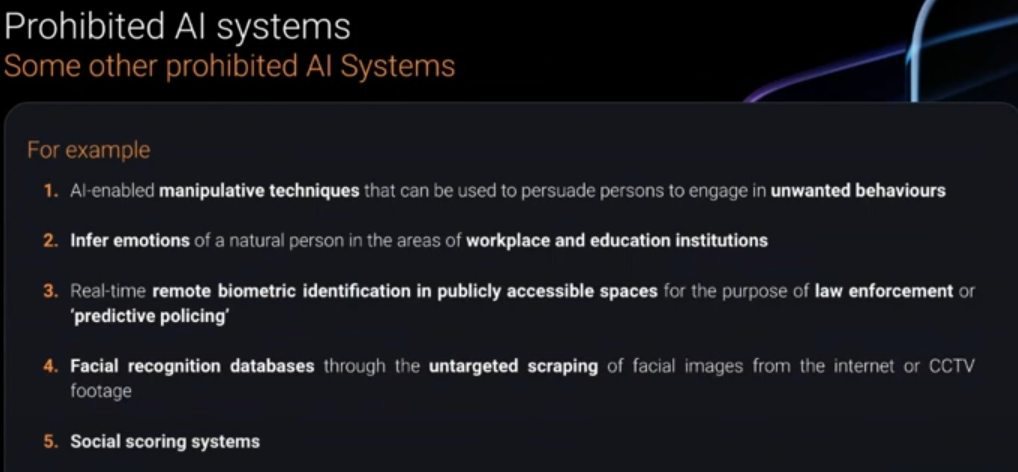 Prohibited AI systems
Some other prohibited AI Systems
For example
1. AI-enabled manipulative techniques that can be used to persuade persons to engage in unwanted behaviours
2. Infer emotions of a natural person in the areas of workplace and education institutions
3. Real-time remote biometric identification in publicly accessible spaces for the purpose of law enforcement or
'predictive policing'
4. Facial recognition databases through the untargeted scraping of facial images from the internet or CCTV
footage
5. Social scoring systems